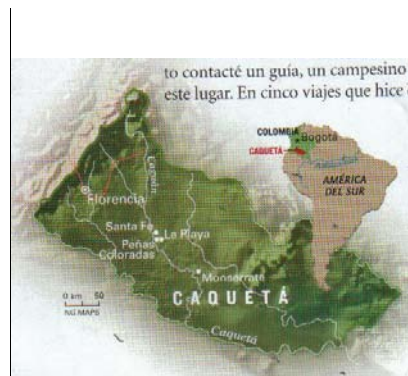 to contacté un guía, un campesino
este lugar. En cinco viajes que hice
COLOMBIA
Bogotá
CAQUETÁ
AMÉRICA
DEL SUR
Caguán
Florencia
Santa Fe
La Playa
Peñas
Coloradas
Monserrate
0 km 50
NG MAPS
CAQUETÁ
Caquetá